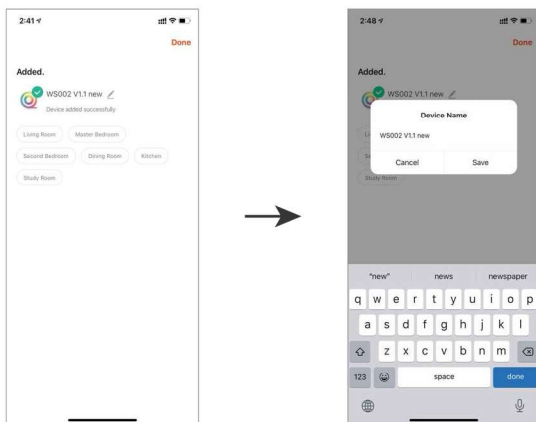 2:41
Done
Added.
WS002 V1.1 new
Device added successfully
Living Room Master Bedroom
Second Bedroom Dining Room Kitchen
Study Room
2:48
Done
Added.
WS002 V1.1 new
Device Name
WS002 V1.1 new
Cancel Save
Study Room
"new" news newspaper
q w e r t y u i o p
a s d f g h j k l
z x c v b n m
123 space done